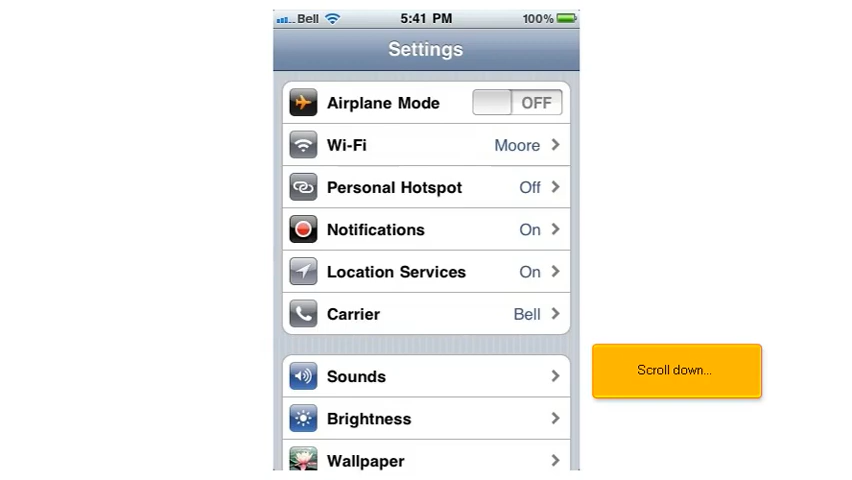 Bell 5:41 PM 100%
Settings
Airplane Mode OFF
Wi-Fi Moore
Personal Hotspot Off
Notifications On
Location Services On
Carrier Bell
Sounds
Scroll down...
Brightness
Wallpaper